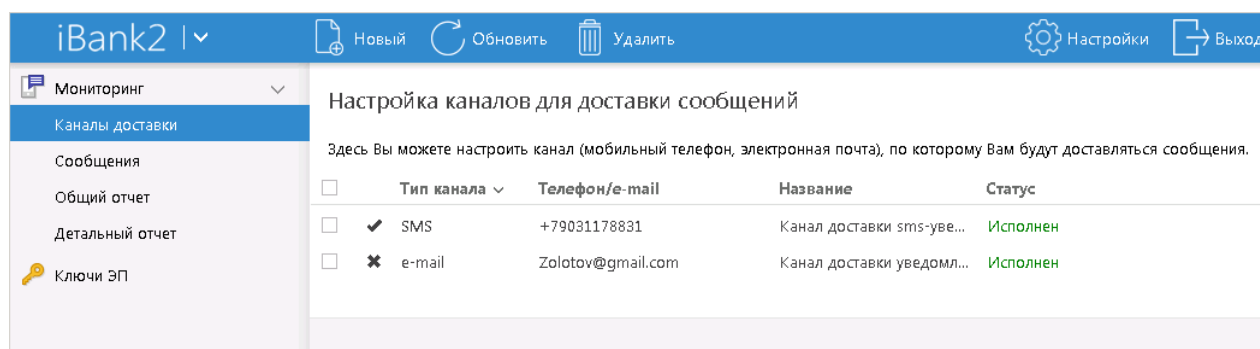 iBank2 Новый Обновить Удалить Настройки Выход
Мониторинг
Каналы доставки
Сообщения
Общий отчет
Детальный отчет
Ключи ЭП
Настройка каналов для доставки сообщений
Здесь Вы можете настроить канал (мобильный телефон, электронная почта), по которому Вам будут доставляться сообщения.
Тип канала Телефон/e-mail Название Статус
SMS +79031178831 Канал доставки sms-уве... Исполнен
e-mail Zolotov@gmail.com Канал доставки уведомл... Исполнен